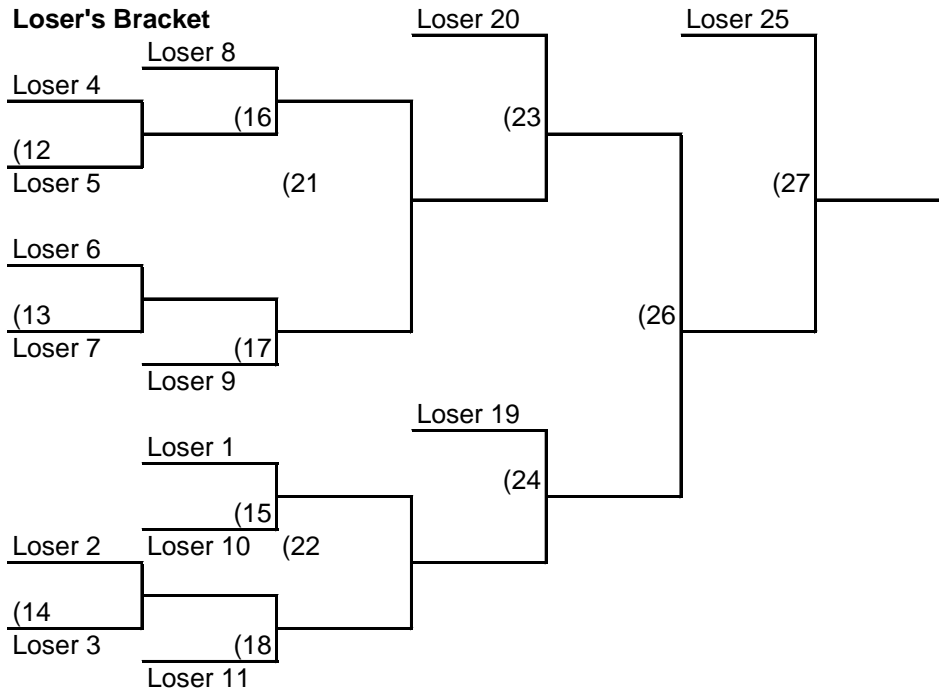 Loser's Bracket
Loser 20
Loser 25
Loser 8
Loser 4
(16
(23
(12
Loser 5
(21
(27
Loser 6
(13
(26
Loser 7
(17
Loser 9
Loser 19
Loser 1
(24
(15
Loser 2
Loser 10
(22
(14
Loser 3
(18
Loser 11